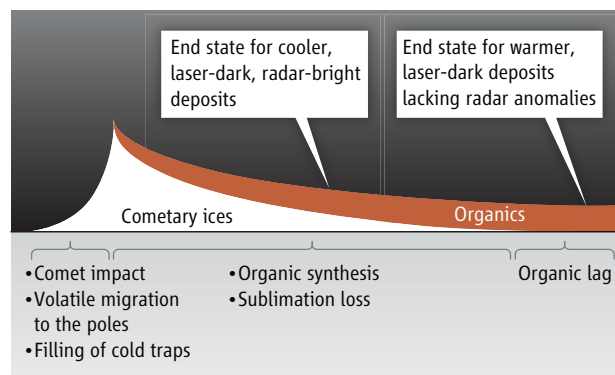 End state for cooler,
laser-dark, radar-bright
deposits
End state for warmer,
laser-dark deposits
lacking radar anomalies
Cometary ices
Organics
•Comet impact
•Volatile migration
to the poles
•Filling of cold traps
•Organic synthesis
•Sublimation loss
Organic lag